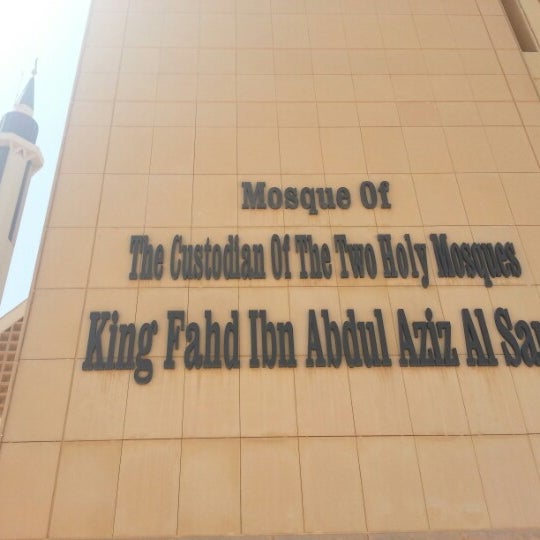 Mosque Of
The Custodian Of The Two Holy Mosques
King Fahd Ibn Abdul Aziz Al